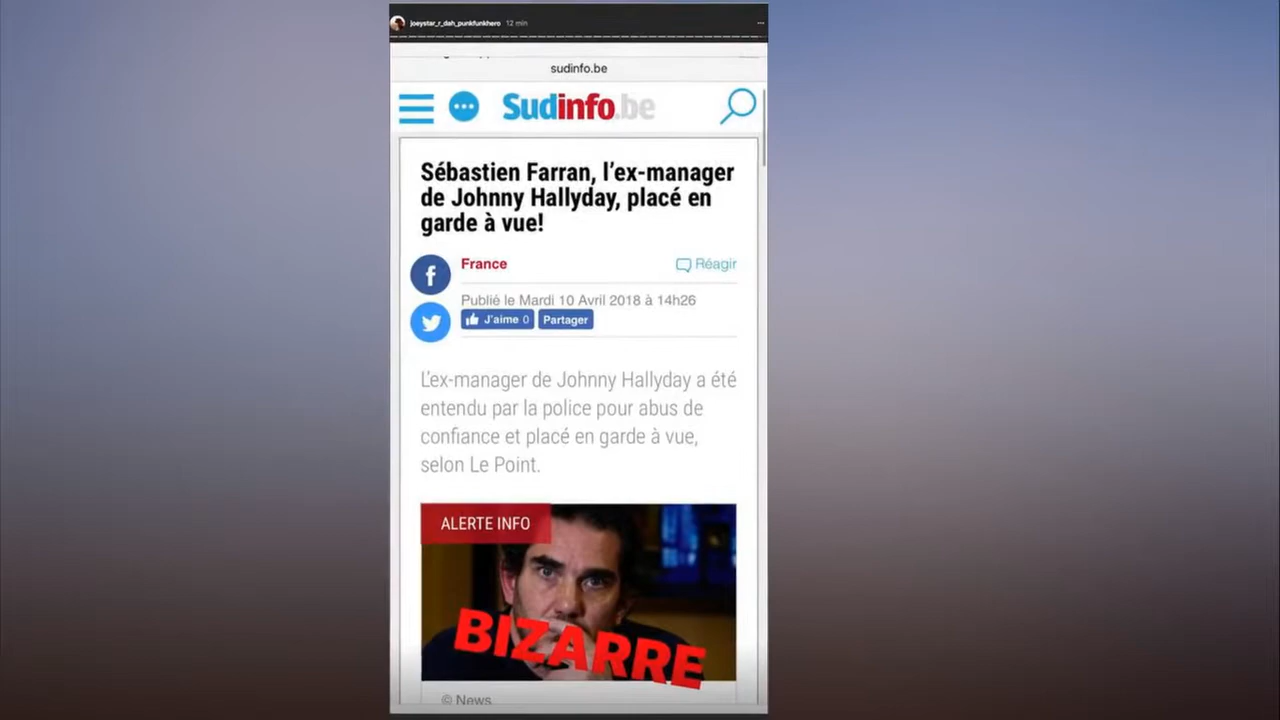 joeystar_r_dah_punkfunkhero 12 min
sudinfo.be
Sudinfo.be
Sébastien Farran, l'ex-manager
de Johnny Hallyday, placé en
garde à vue!
France
Réagir
Publié le Mardi 10 Avril 2018 à 14h26
J'aime 0 Partager
L'ex-manager de Johnny Hallyday a été
entendu par la police pour abus de
confiance et placé en garde à vue,
selon Le Point.
ALERTE INFO
BIZARRE
© News